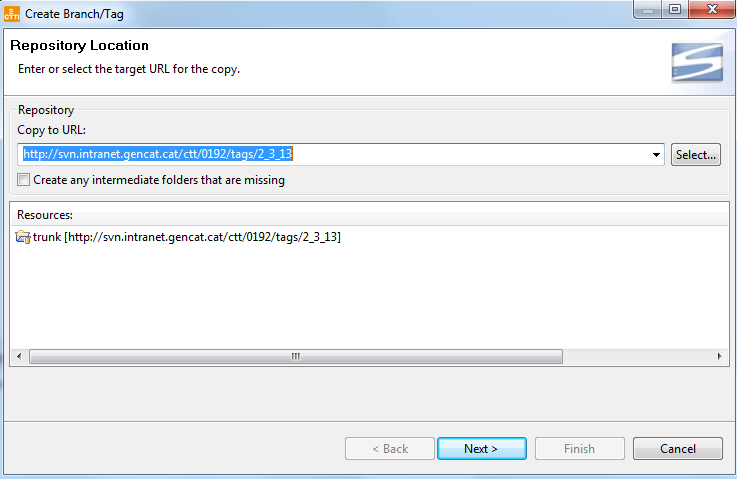 CTTI
Create Branch/Tag
Repository Location
Enter or select the target URL for the copy.
Repository
Copy to URL:
http://svn.intranet.gencat.cat/ctt/0192/tags/2_3_13
Select...
Create any intermediate folders that are missing
Resources:
trunk [http://svn.intranet.gencat.cat/ctt/0192/tags/2_3_13]
< Back
Next >
Finish
Cancel